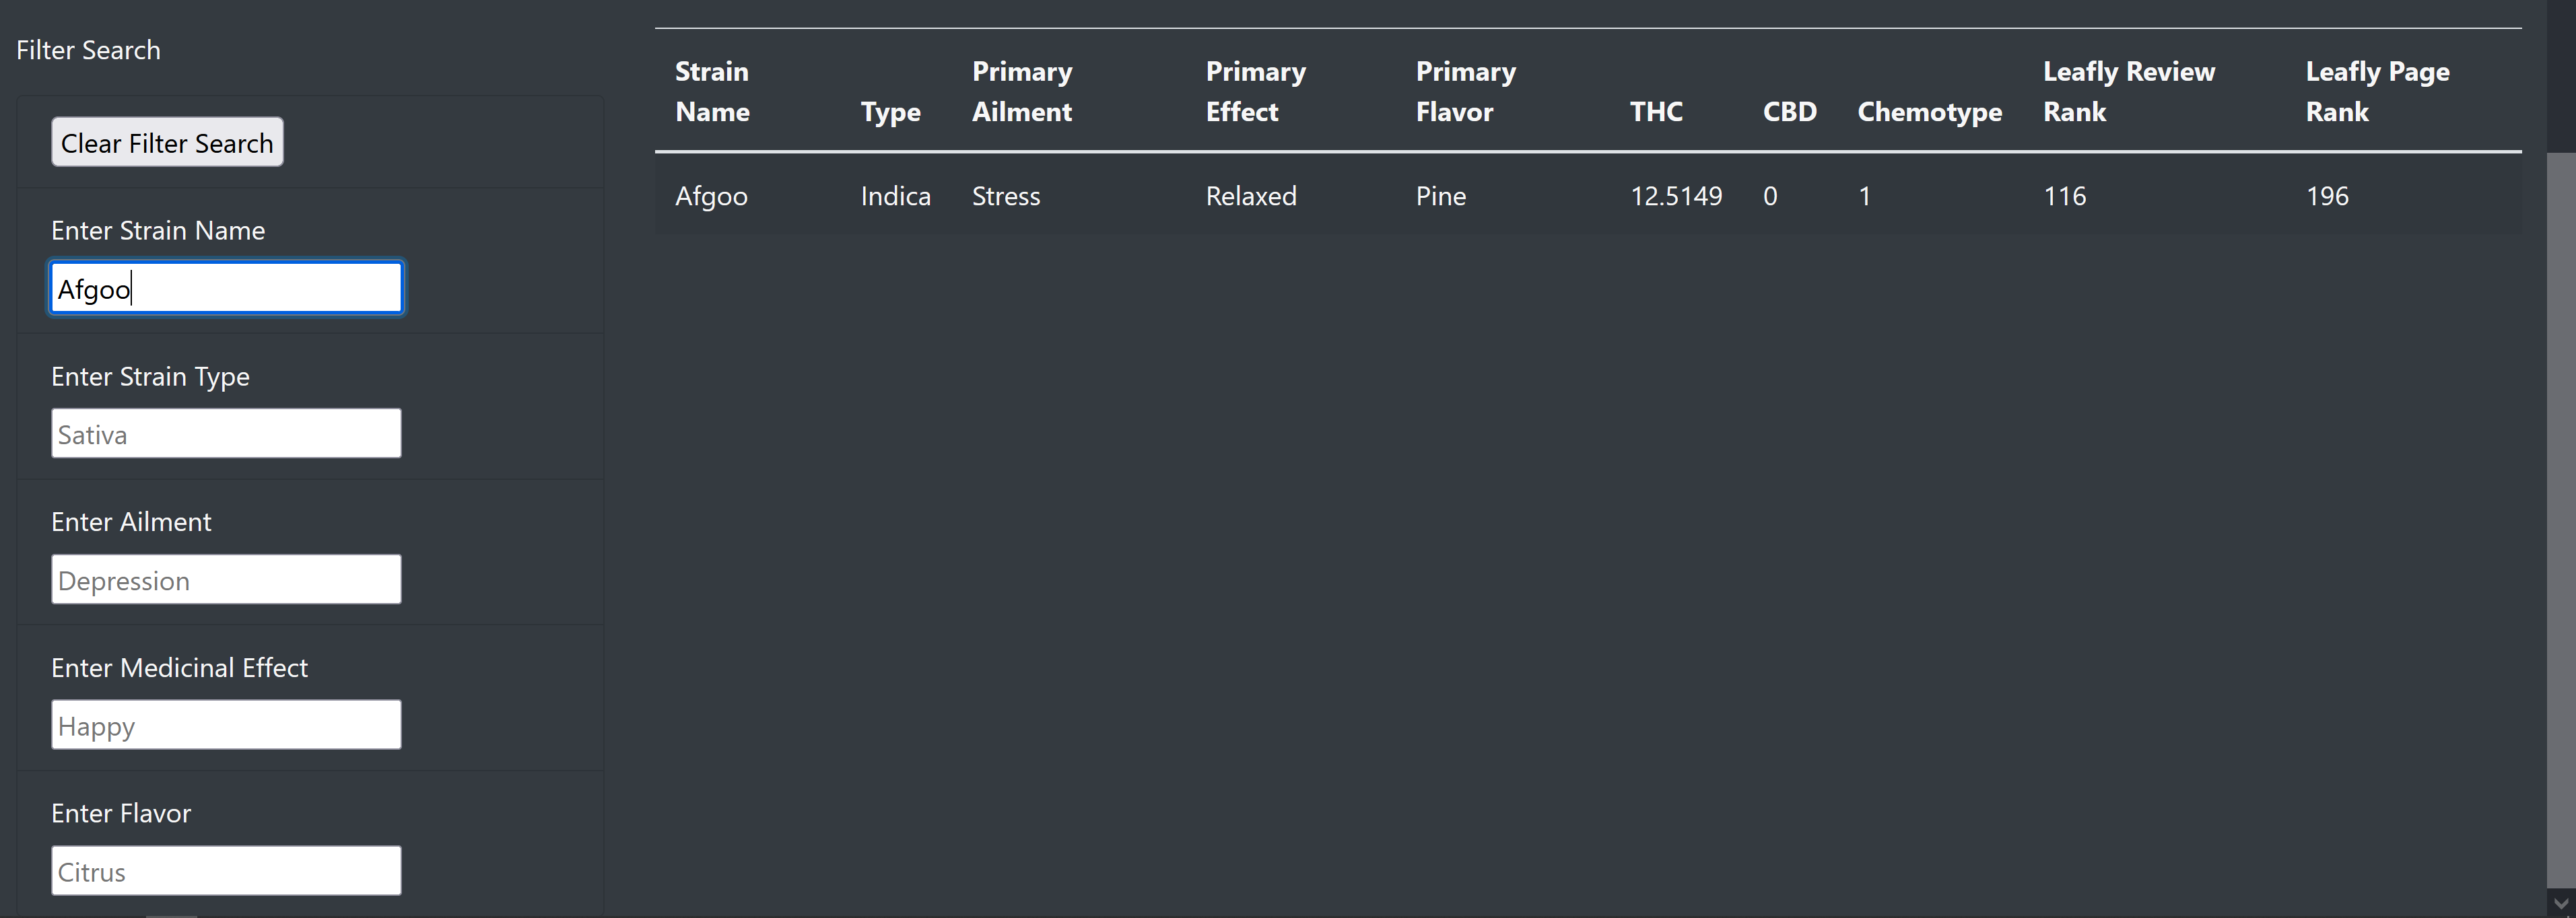 Filter Search
Clear Filter Search
Enter Strain Name
Afgoo
Enter Strain Type
Sativa
Enter Ailment
Depression
Enter Medicinal Effect
Happy
Enter Flavor
Citrus
Strain Name Type Primary Ailment Primary Effect Primary Flavor THC CBD Chemotype Leafly Review Rank Leafly Page Rank
Afgoo Indica Stress Relaxed Pine 12.5149 0 1 116 196